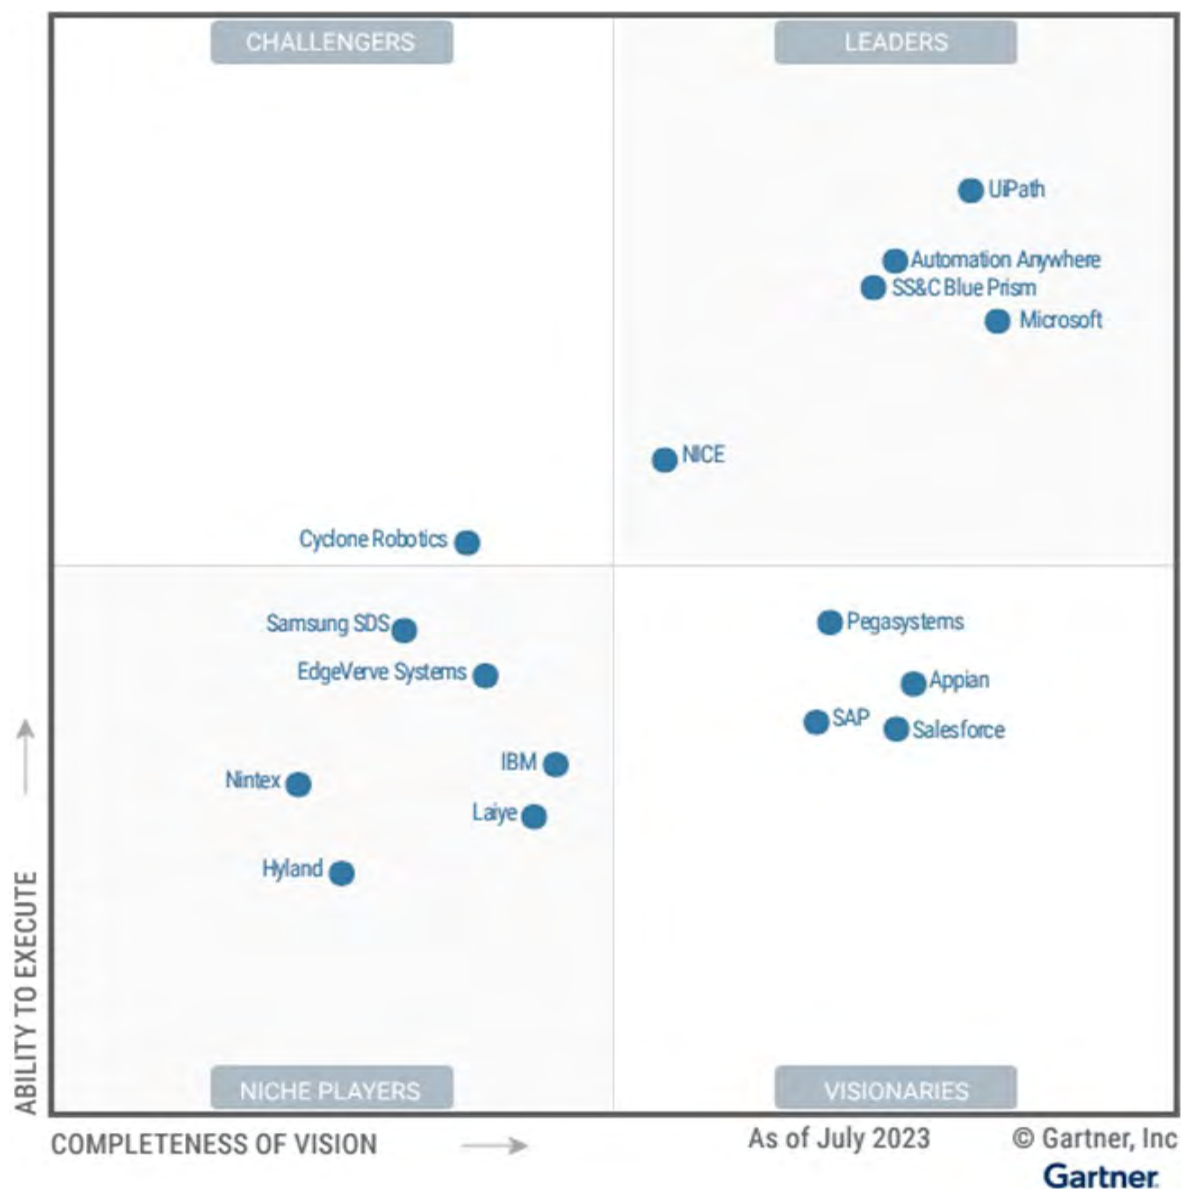 CHALLENGERS
LEADERS
UiPath
Automation Anywhere
SS&C Blue Prism
Microsoft
NICE
Cyclone Robotics
Samsung SDS
Pegasystems
EdgeVerve Systems
Appian
SAP
Salesforce
IBM
Nintex
Laiye
Hyland
ABILITY TO EXECUTE
NICHE PLAYERS
VISIONARIES
COMPLETENESS OF VISION
As of July 2023
© Gartner, Inc
Gartner